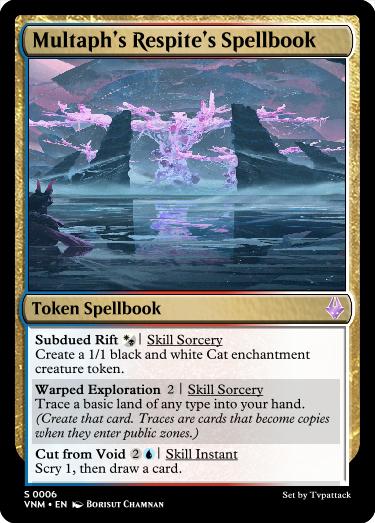 Multaph's Respite's Spellbook
Token Spellbook
Subdued Rift | Skill Sorcery
Create a 1/1 black and white Cat enchantment
creature token.
Warped Exploration 2 | Skill Sorcery
Trace a basic land of any type into your hand.
(Create that card. Traces are cards that become copies
when they enter public zones.)
Cut from Void 2 | Skill Instant
Scry 1, then draw a card.
S 0006
VNM • EN Borisut Chamnan
Set by Tvpattack